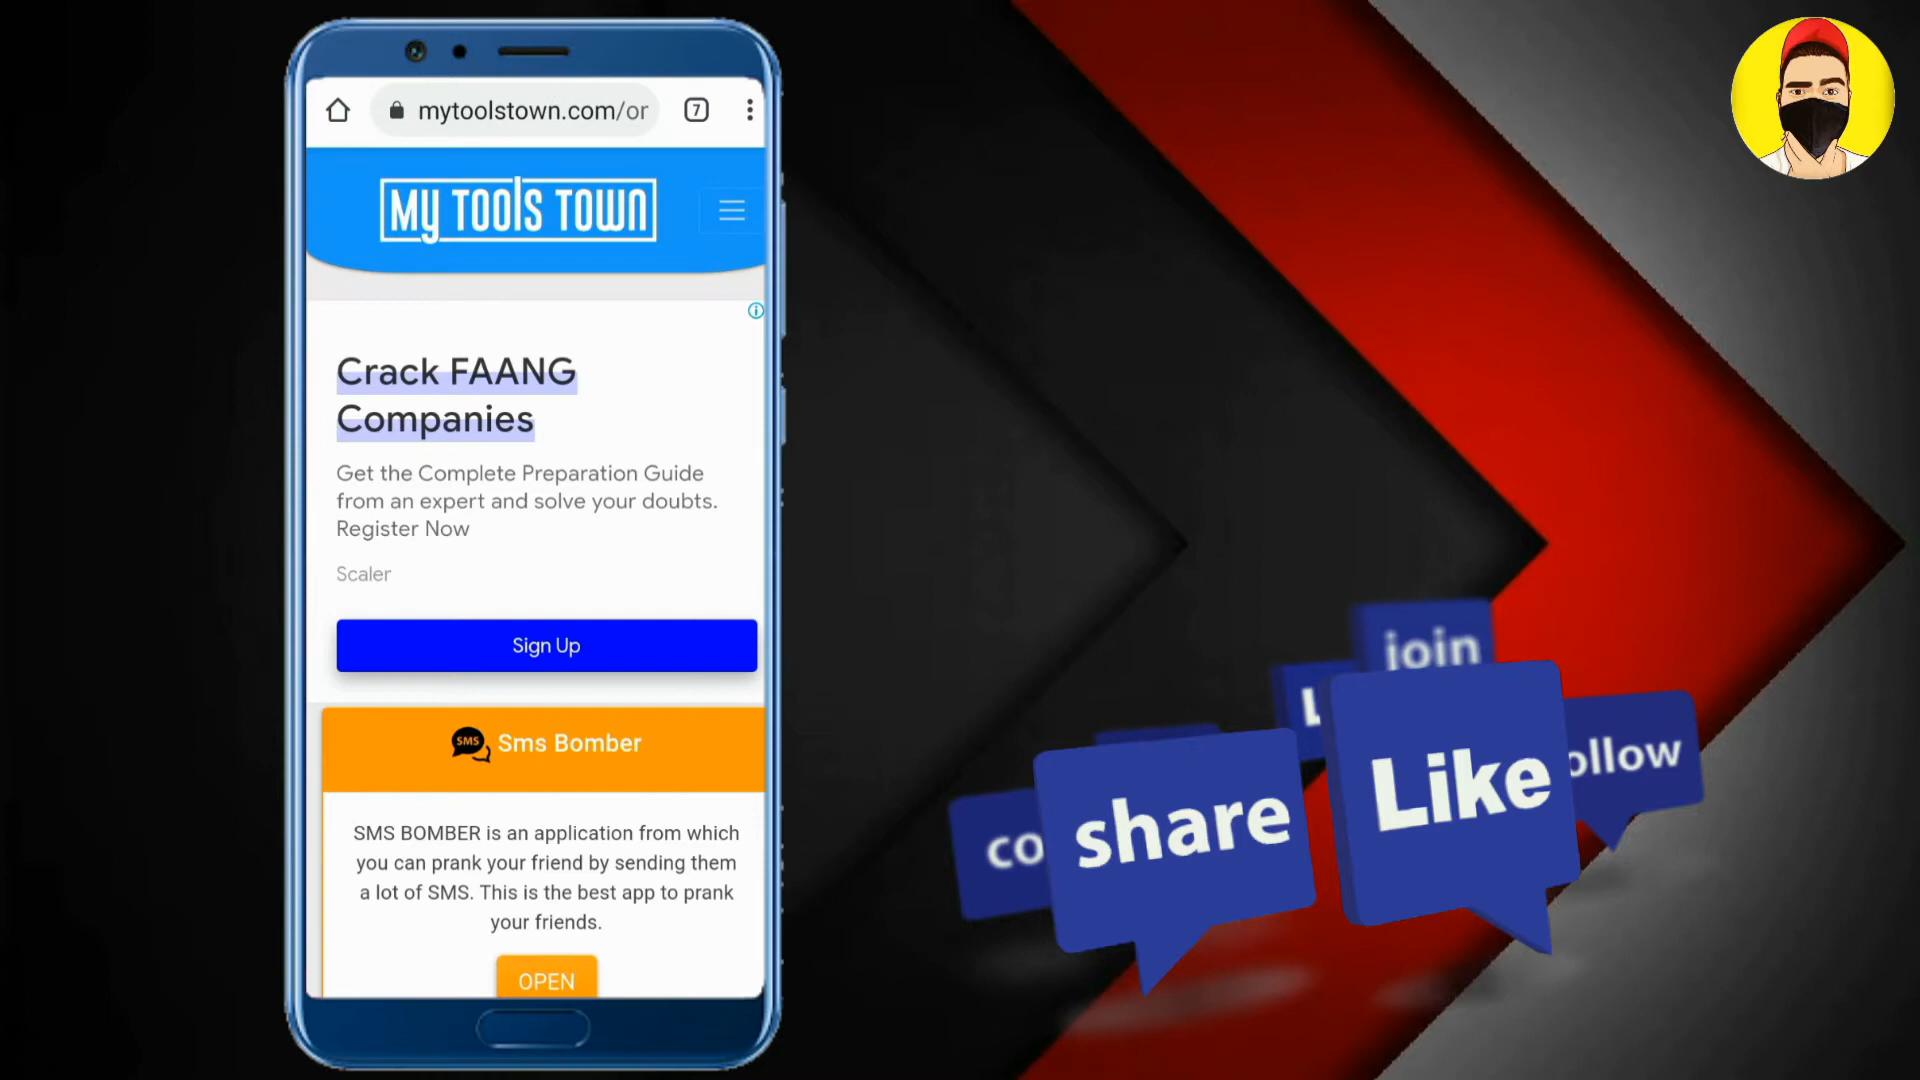 mytoolstown.com/or
7
My Tools Town
Crack FAANG
Companies
Get the Complete Preparation Guide
from an expert and solve your doubts.
Register Now
Scaler
Sign Up
SMS
Sms Bomber
SMS BOMBER is an application from which
you can prank your friend by sending them
a lot of SMS. This is the best app to prank
your friends.
OPEN
join
L
Like
ollow
share
co